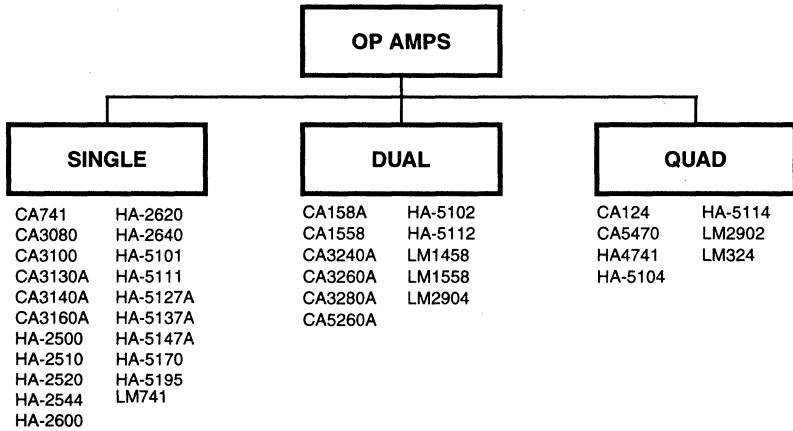 OP AMPS
SINGLE
CA741
CA3080
CA3100
CA3130A
CA3140A
CA3160A
HA-2500
HA-2510
HA-2520
HA-2544
HA-2600
HA-2620
HA-2640
HA-5101
HA-5111
HA-5127A
HA-5137A
HA-5147A
HA-5170
HA-5195
LM741
DUAL
CA158A
CA1558
CA3240A
CA3260A
CA3280A
CA5260A
HA-5102
HA-5112
LM1458
LM1558
LM2904
QUAD
CA124
CA5470
HA4741
HA-5104
HA-5114
LM2902
LM324